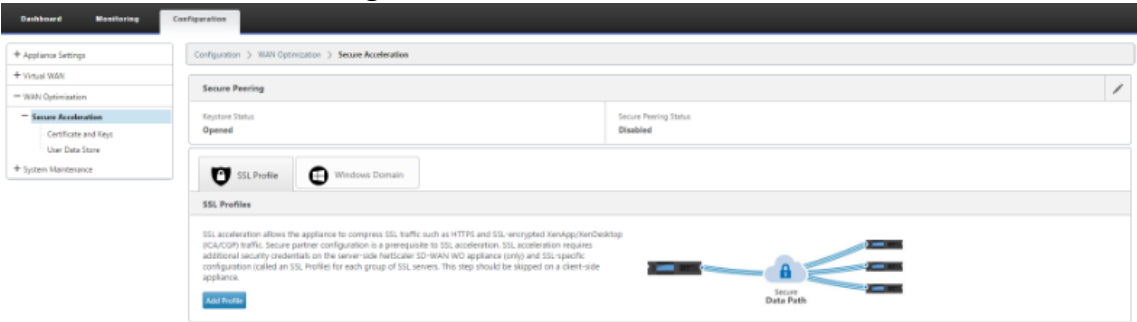 Dashboard Monitoring Configuration
+ Appliance Settings
+ Virtual WAN
− WAN Optimization
− Secure Acceleration
Certificate and Keys
User Data Store
+ System Maintenance
Configuration > WAN Optimization > Secure Acceleration
Secure Peering
Keystore Status
Opened
Secure Peering Status
Disabled
SSL Profile
Windows Domain
SSL Profiles
SSL acceleration allows the appliance to compress SSL traffic such as HTTPS and SSL-encrypted XenApp/XenDesktop
(ICA/CGP) traffic. Secure partner configuration is a prerequisite to SSL acceleration. SSL acceleration requires
additional security credentials on the server-side NetScaler SD-WAN WO appliance (only) and SSL-specific
configuration (called an SSL Profile) for each group of SSL servers. This step should be skipped on a client-side
appliance.
Add Profile
Secure
Data Path